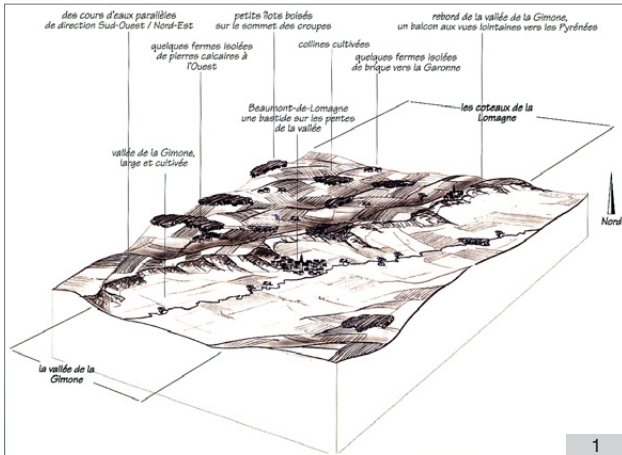 des cours d'eaux parallèles
de direction Sud-Ouest / Nord-Est
petits îlots boisés
sur le sommet des croupes
rebord de la vallée de la Gimone,
un balcon aux vues lointaines vers les Pyrénées
quelques fermes isolées
de pierres calcaires à
l'Ouest
collines cultivées
quelques fermes isolées
de brique vers la Garonne
Beaumont-de-Lomagne
une bastide sur les pentes
de la vallée
les coteaux de la
Lomagne
vallée de la Gimone,
large et cultivée
Nord
la vallée de la
Gimone
1